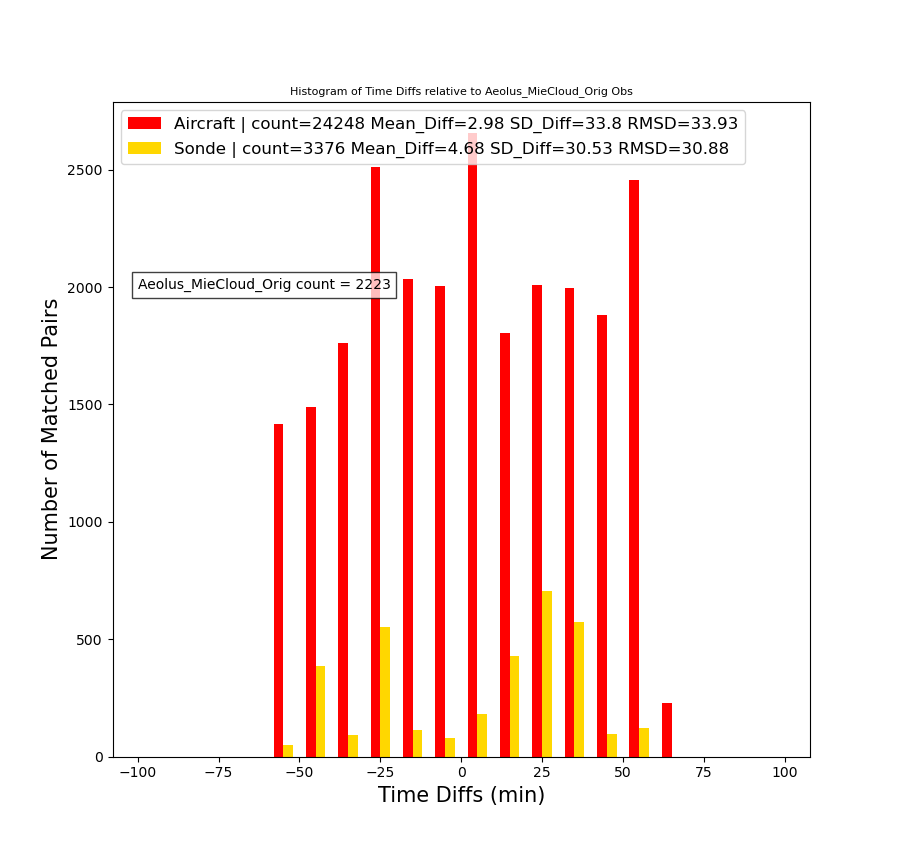 Histogram of Time Diffs relative to Aeolus_MieCloud_Orig Obs
Aircraft | count=24248 Mean_Diff=2.98 SD_Diff=33.8 RMSD=33.93
Sonde | count=3376 Mean_Diff=4.68 SD_Diff=30.53 RMSD=30.88
Aeolus_MieCloud_Orig count = 2223
Number of Matched Pairs
2500
2000
1500
1000
500
0
−100 −75 −50 −25 0 25 50 75 100
Time Diffs (min)